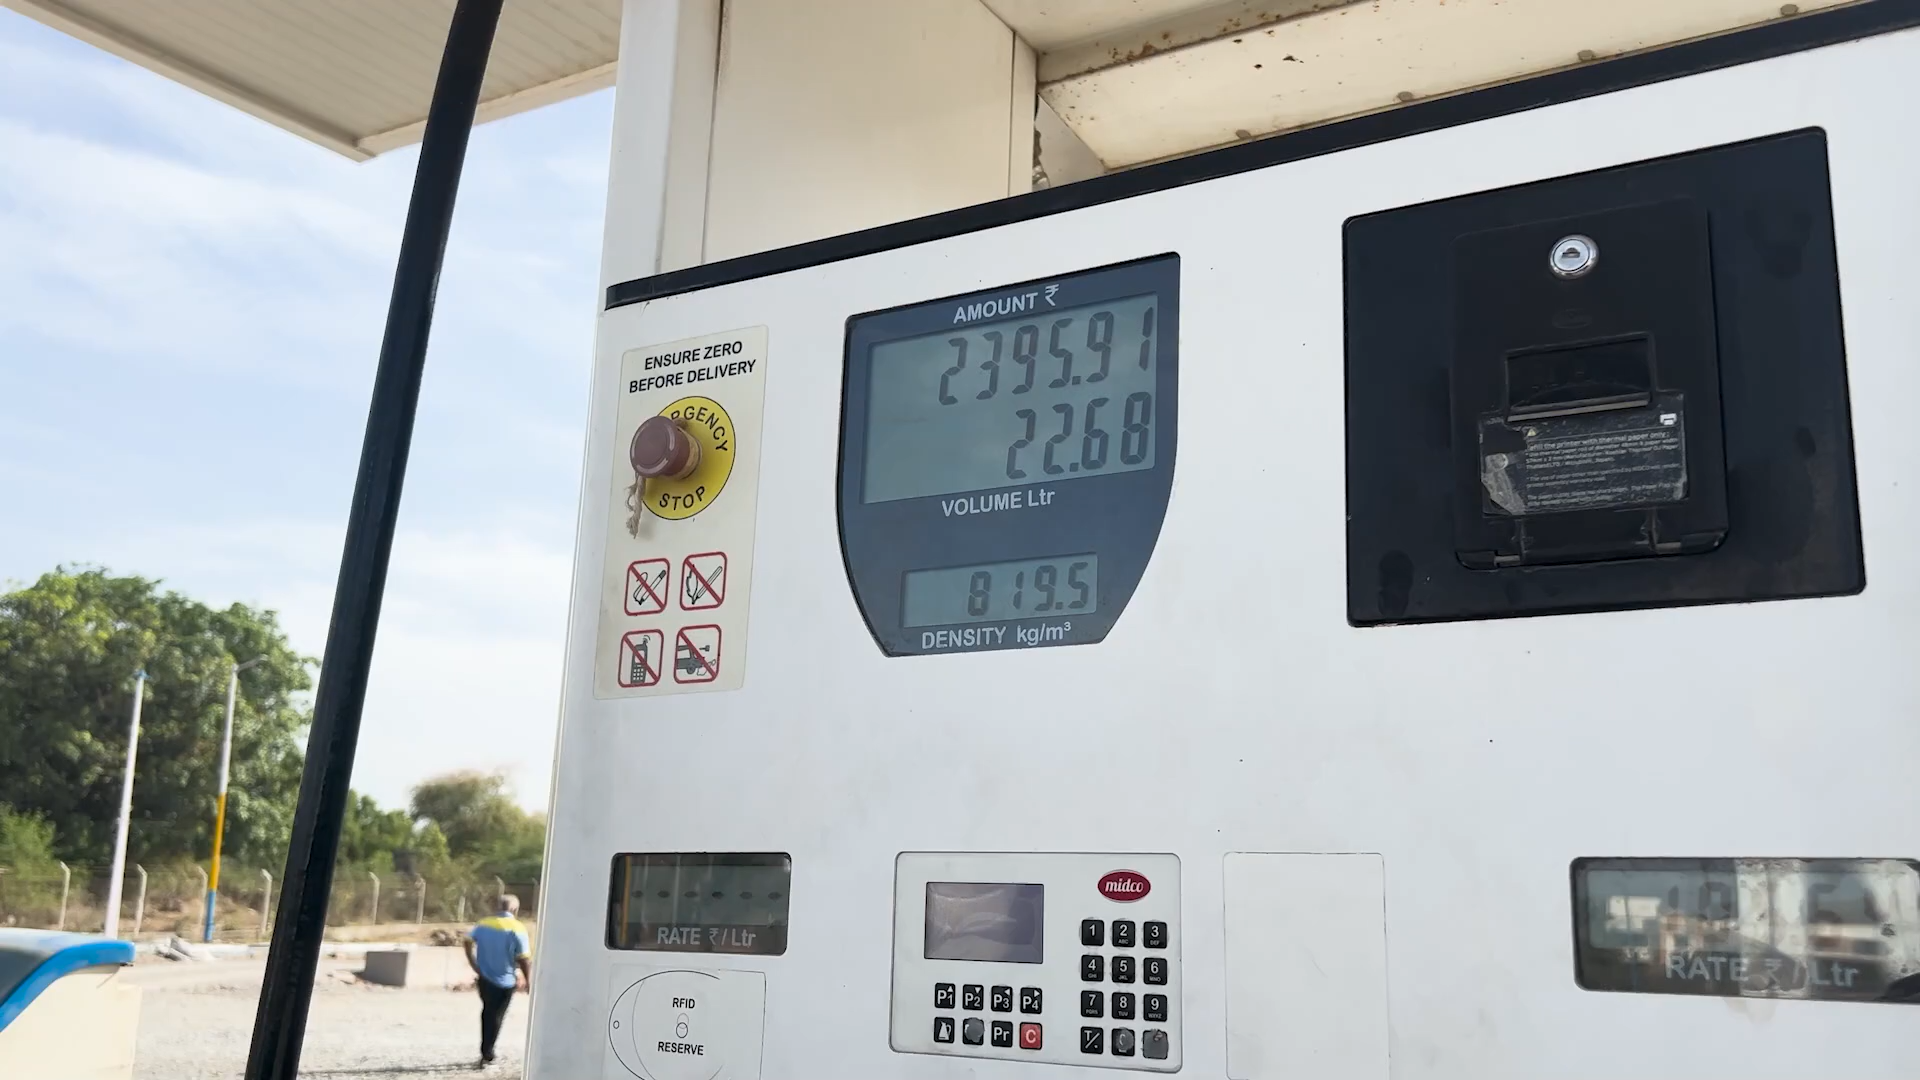 ENSURE ZERO
BEFORE DELIVERY
RGENCY
STOP
AMOUNT ₹
2395.91
22.68
VOLUME Ltr
819.5
DENSITY kg/m³
RATE ₹/Ltr
RFID
RESERVE
midco
1 2 3
4 5 6
7 8 9
P1 P2 P3 P4
Pr C
RATE ₹/Ltr